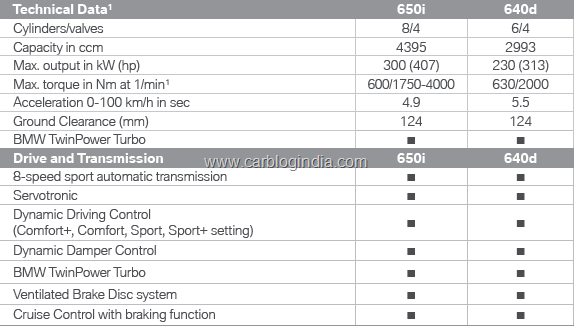 Technical Data¹ 650i 640d
Cylinders/valves 8/4 6/4
Capacity in ccm 4395 2993
Max. output in kW (hp) 300 (407) 230 (313)
Max. torque in Nm at 1/min¹ 600/1750-4000 630/2000
Acceleration 0-100 km/h in sec 4.9 5.5
Ground Clearance (mm) 124 124
BMW TwinPower Turbo ■ ■
Drive and Transmission www.carblogindia.com 650i 640d
8-speed sport automatic transmission ■ ■
Servotronic ■ ■
Dynamic Driving Control
(Comfort+, Comfort, Sport, Sport+ setting) ■ ■
Dynamic Damper Control ■ ■
BMW TwinPower Turbo ■ ■
Ventilated Brake Disc system ■ ■
Cruise Control with braking function ■ ■